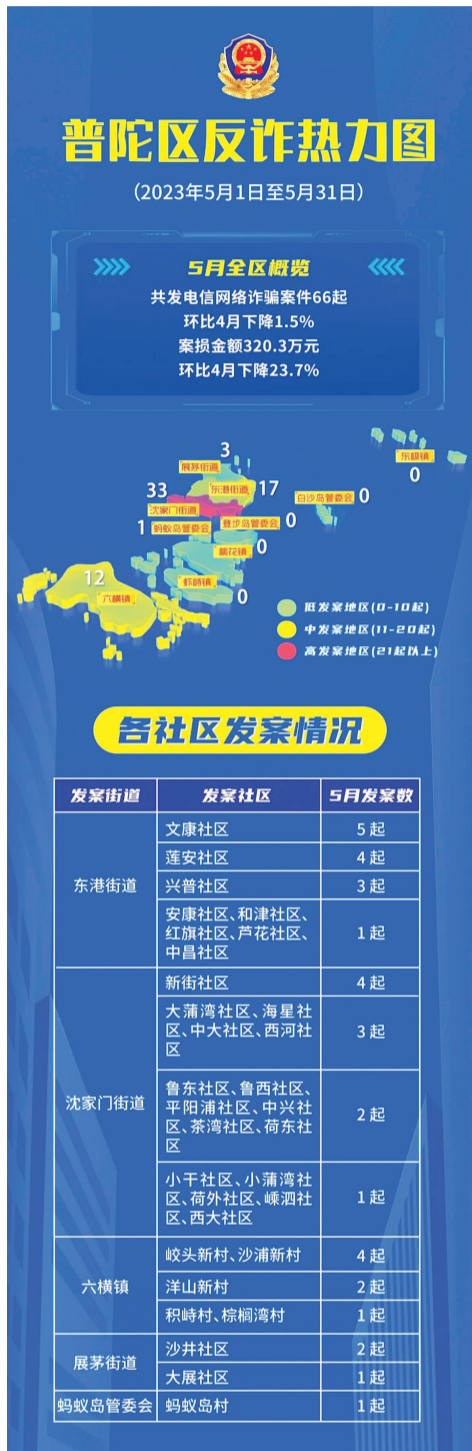 普陀区反诈热力图
（2023年5月1日至5月31日）
5月全区概览
共发电信网络诈骗案件66起
环比4月下降1.5%
案损金额320.3万元
环比4月下降23.7%
东极镇
0
3
展茅街道
东港街道
17
33
沈家门街道
白沙岛管委会
0
1
蚂蚁岛管委会
登步岛管委会
0
桃花镇
0
虾峙镇
0
12
六横镇
低发案地区(0-10起)
中发案地区(11-20起)
高发案地区(21起以上)
各社区发案情况
发案街道 发案社区 5月发案数
东港街道
文康社区 5起
莲安社区 4起
兴普社区 3起
安康社区、和津社区、
红旗社区、芦花社区、
中昌社区
1起
沈家门街道
新街社区 4起
大蒲湾社区、海星社
区、中大社区、西河社
区
3起
鲁东社区、鲁西社区、
平阳浦社区、中兴社
区、茶湾社区、荷东社
区
2起
小干社区、小蒲湾社
区、荷外社区、嵊泗社
区、西大社区
1起
六横镇
峧头新村、沙浦新村 4起
洋山新村 2起
积峙村、棕榈湾村 1起
展茅街道
沙井社区 2起
大展社区 1起
蚂蚁岛管委会 蚂蚁岛村 1起